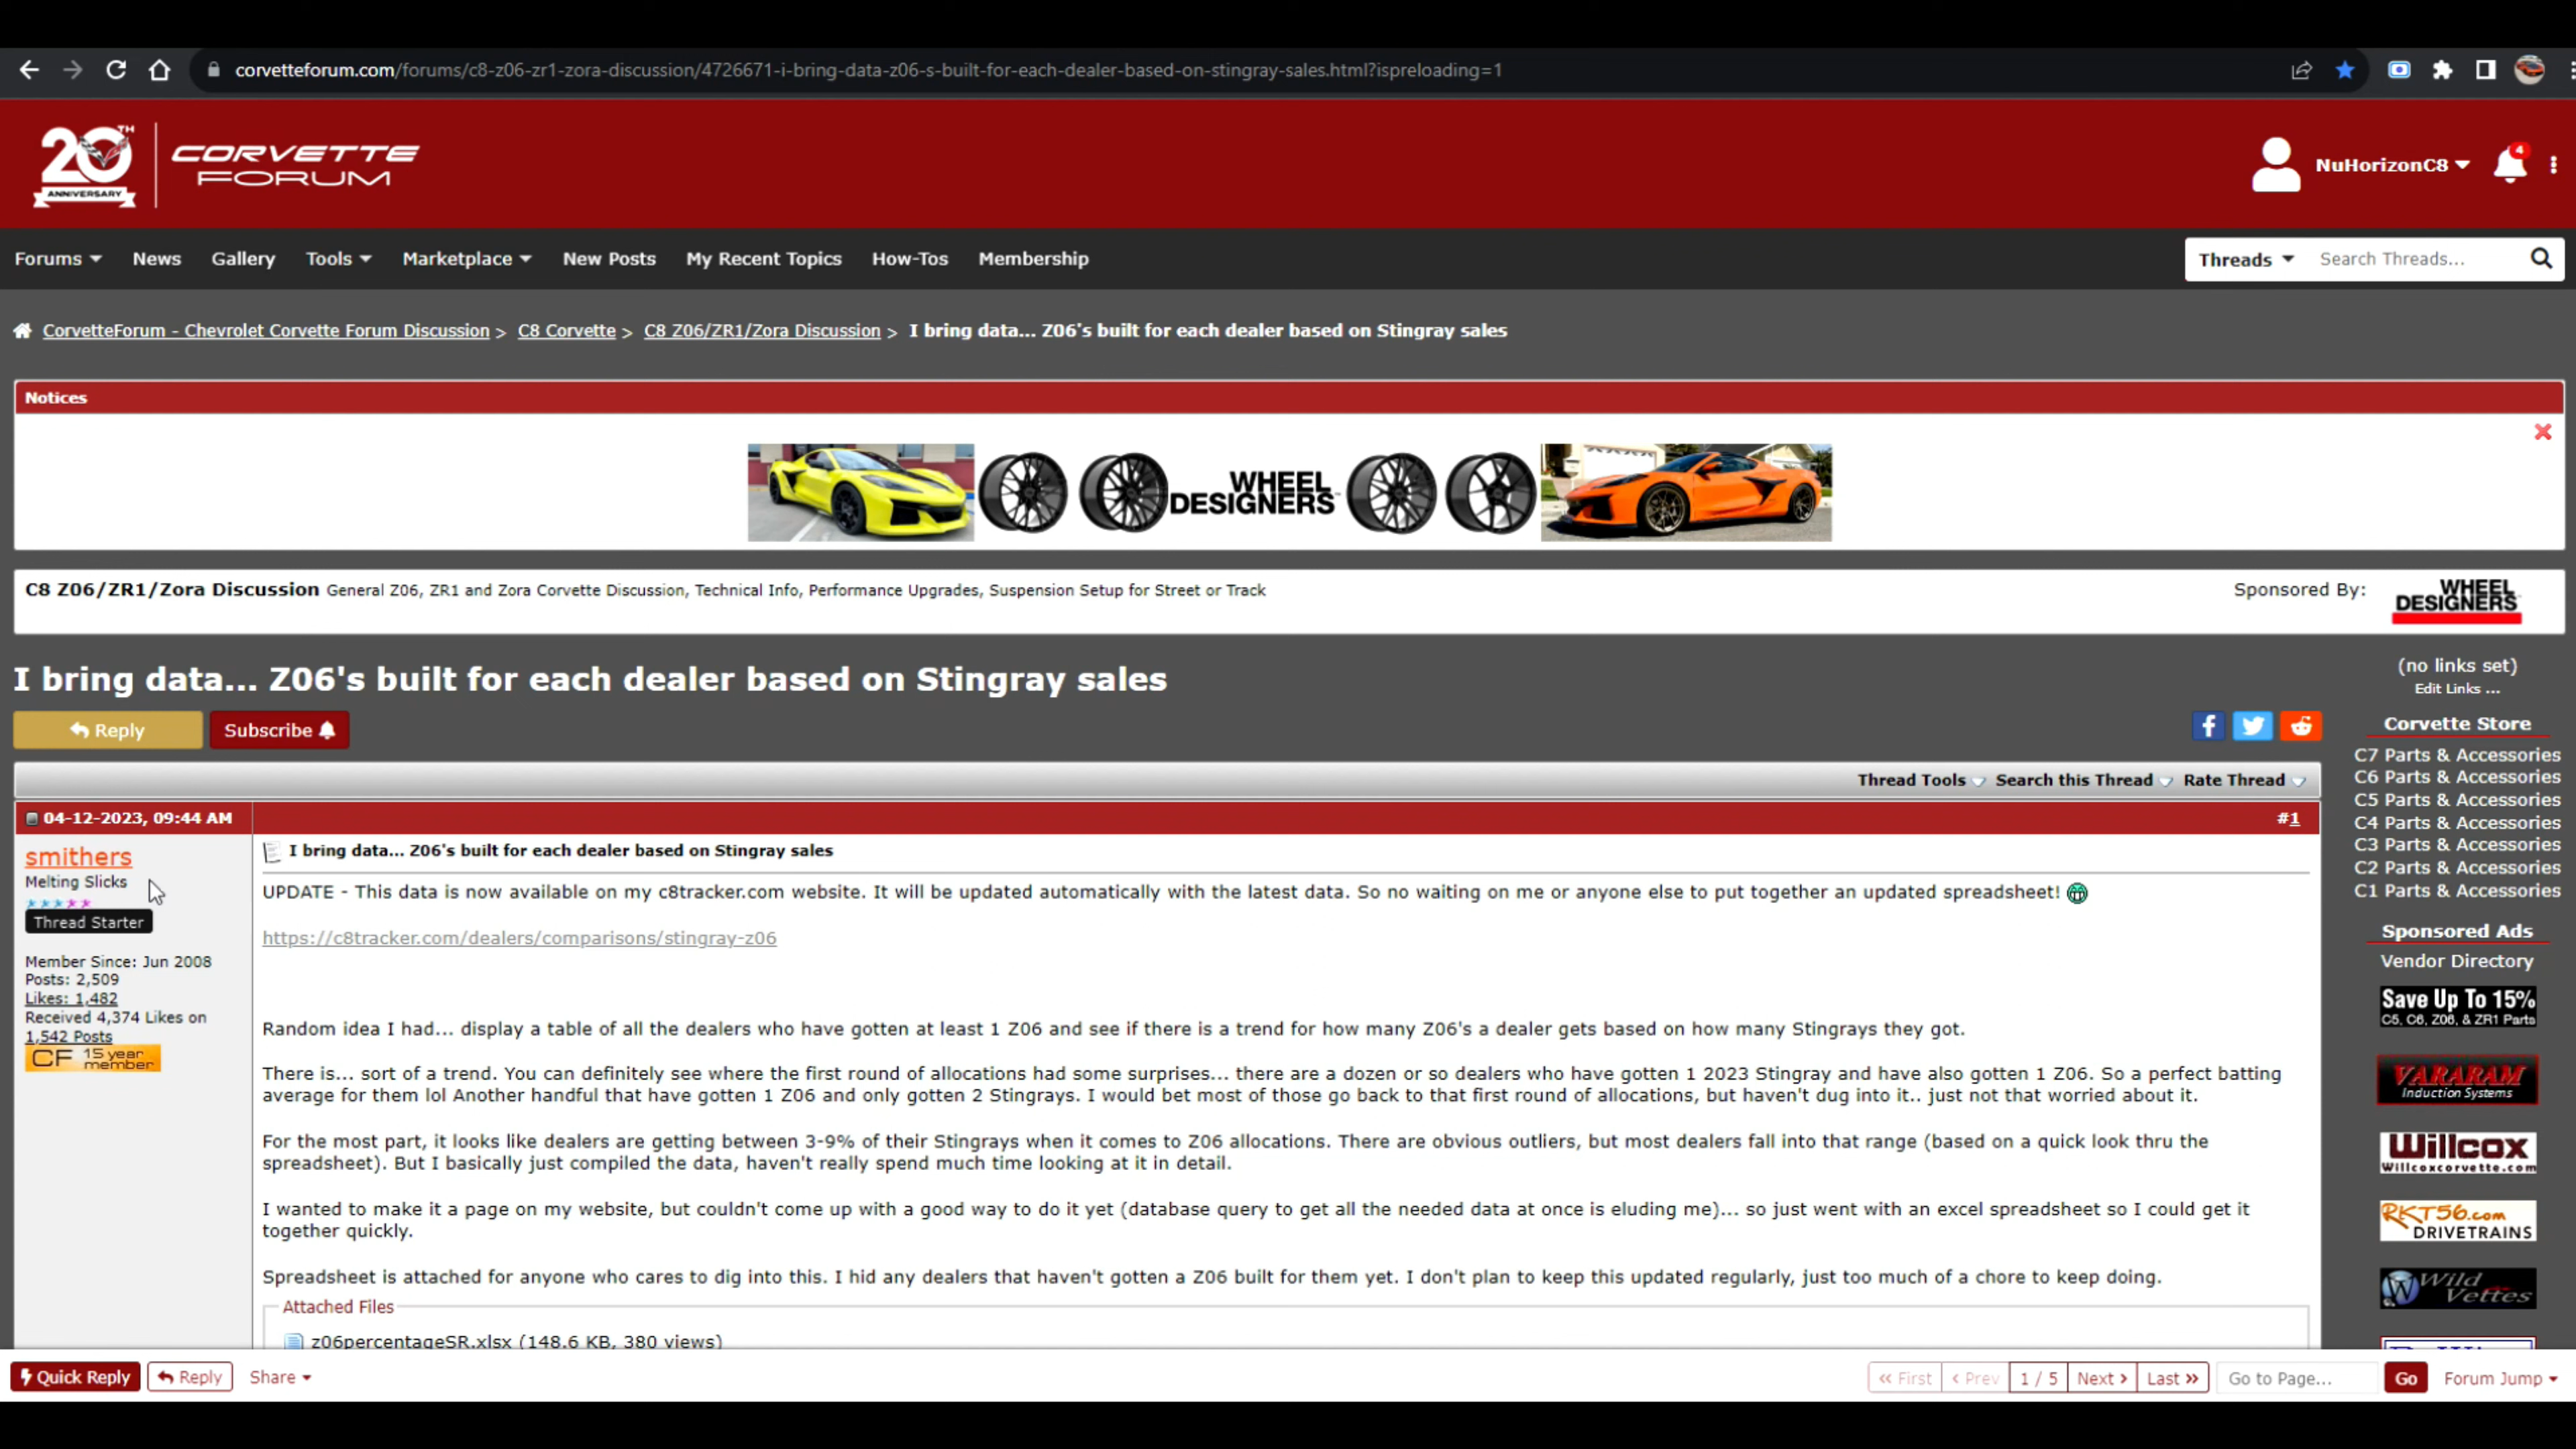 corvetteforum.com/forums/c8-z06-zr1-zora-discussion/4726671-i-bring-data-z06-s-built-for-each-dealer-based-on-stingray-sales.html?ispreloading=1
20TH ANNIVERSARY
CORVETTE FORUM
NuHorizonC8
4
Forums News Gallery Tools Marketplace New Posts My Recent Topics How-Tos Membership
Threads Search Threads...
CorvetteForum - Chevrolet Corvette Forum Discussion > C8 Corvette > C8 Z06/ZR1/Zora Discussion > I bring data... Z06's built for each dealer based on Stingray sales
Notices
WHEEL DESIGNERS
C8 Z06/ZR1/Zora Discussion General Z06, ZR1 and Zora Corvette Discussion, Technical Info, Performance Upgrades, Suspension Setup for Street or Track
Sponsored By:
WHEEL DESIGNERS
I bring data... Z06's built for each dealer based on Stingray sales
Reply Subscribe
Thread Tools Search this Thread Rate Thread
04-12-2023, 09:44 AM
#1
smithers
Melting Slicks
Thread Starter
Member Since: Jun 2008
Posts: 2,509
Likes: 1,482
Received 4,374 Likes on
1,542 Posts
CF 15 year member
I bring data... Z06's built for each dealer based on Stingray sales
UPDATE - This data is now available on my c8tracker.com website. It will be updated automatically with the latest data. So no waiting on me or anyone else to put together an updated spreadsheet!
https://c8tracker.com/dealers/comparisons/stingray-z06
Random idea I had... display a table of all the dealers who have gotten at least 1 Z06 and see if there is a trend for how many Z06's a dealer gets based on how many Stingrays they got.
There is... sort of a trend. You can definitely see where the first round of allocations had some surprises... there are a dozen or so dealers who have gotten 1 2023 Stingray and have also gotten 1 Z06. So a perfect batting
average for them lol Another handful that have gotten 1 Z06 and only gotten 2 Stingrays. I would bet most of those go back to that first round of allocations, but haven't dug into it.. just not that worried about it.
For the most part, it looks like dealers are getting between 3-9% of their Stingrays when it comes to Z06 allocations. There are obvious outliers, but most dealers fall into that range (based on a quick look thru the
spreadsheet). But I basically just compiled the data, haven't really spend much time looking at it in detail.
I wanted to make it a page on my website, but couldn't come up with a good way to do it yet (database query to get all the needed data at once is eluding me)... so just went with an excel spreadsheet so I could get it
together quickly.
Spreadsheet is attached for anyone who cares to dig into this. I hid any dealers that haven't gotten a Z06 built for them yet. I don't plan to keep this updated regularly, just too much of a chore to keep doing.
Attached Files
z06percentageSR.xlsx (148.6 KB, 380 views)
(no links set)
Edit Links ...
Corvette Store
C7 Parts & Accessories
C6 Parts & Accessories
C5 Parts & Accessories
C4 Parts & Accessories
C3 Parts & Accessories
C2 Parts & Accessories
C1 Parts & Accessories
Sponsored Ads
Vendor Directory
Save Up To 15%
C5, C6, Z06, & ZR1 Parts
VARARAM
Induction Systems
Willcox
Willcoxcorvette.com
RKT56.com
DRIVETRAINS
Wild Vettes
Quick Reply Reply Share
« First < Prev 1 / 5 Next > Last » Go to Page... Go Forum Jump